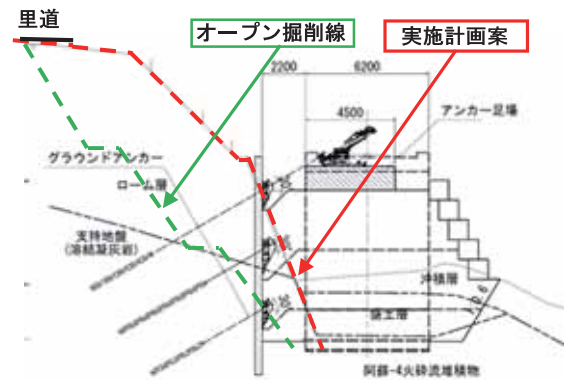 里道
オープン掘削線
実施計画案
2200
6200
4500
アンカー足場
グラウンドアンカー
ローム層
支持地盤
(溶結凝灰岩)
沖積層
阿蘇-4火砕流堆積物